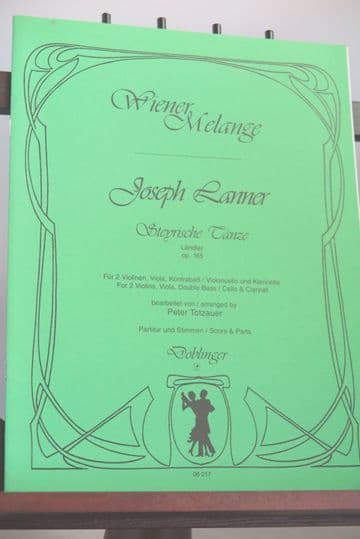 Wiener
Melange
Joseph Lanner
Steyrische Tänze
Ländler
op. 165
Für 2 Violinen, Viola, Kontrabaß / Violoncello und Klarinette
For 2 Violins, Viola, Double Bass / Cello & Clarinet
bearbeitet von / arranged by
Peter Totzauer
Partitur und Stimmen / Score & Parts
Doblinger
06 217